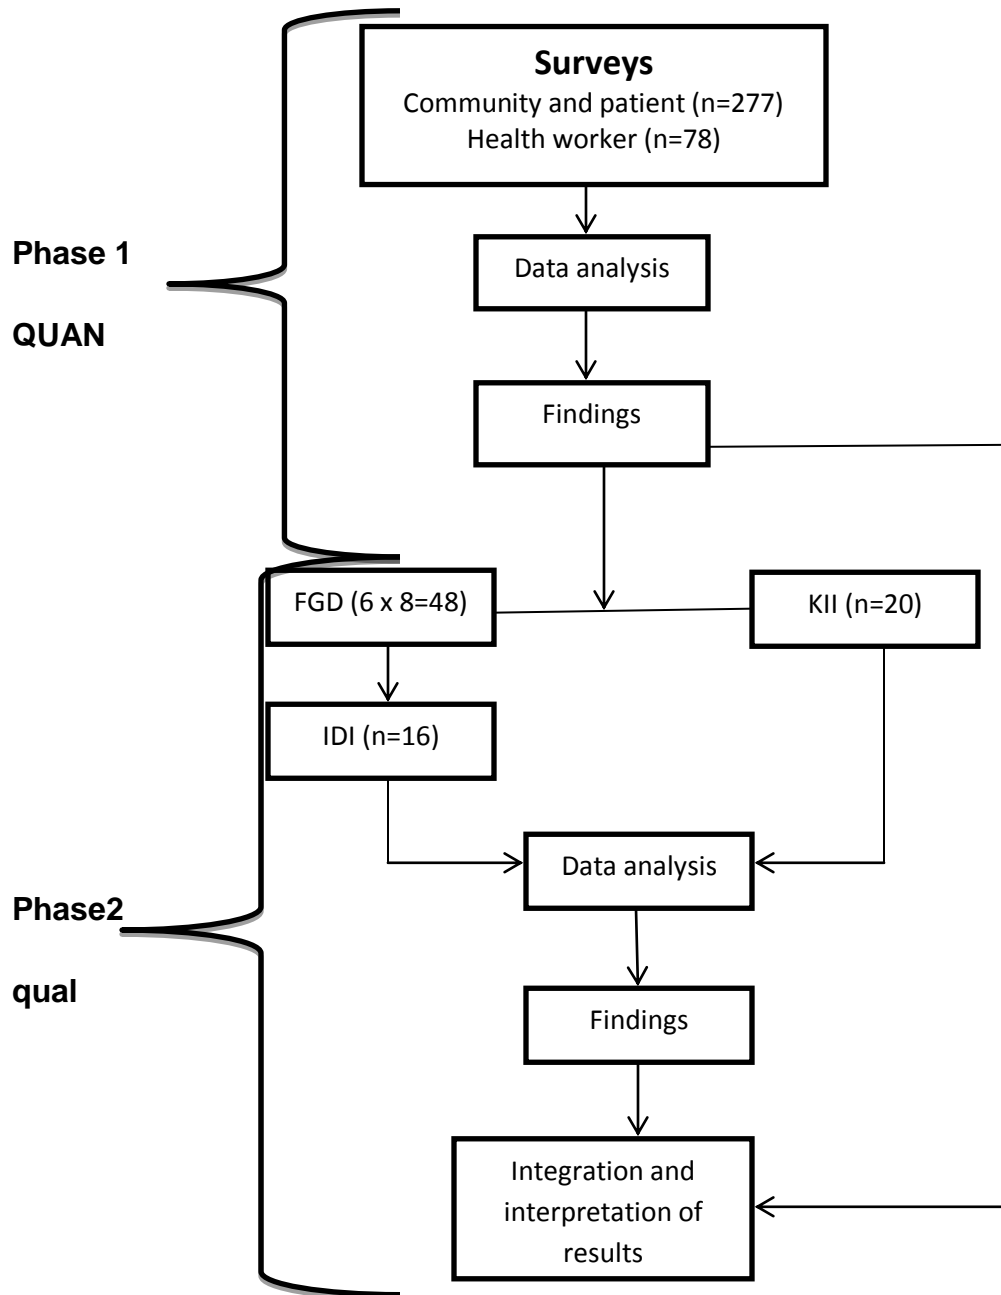 Surveys
Community and patient (n=277)
Health worker (n=78)
Phase 1
QUAN
Data analysis
Findings
FGD (6 x 8=48)
KII (n=20)
IDI (n=16)
Data analysis
Phase2
qual
Findings
Integration and
interpretation of
results